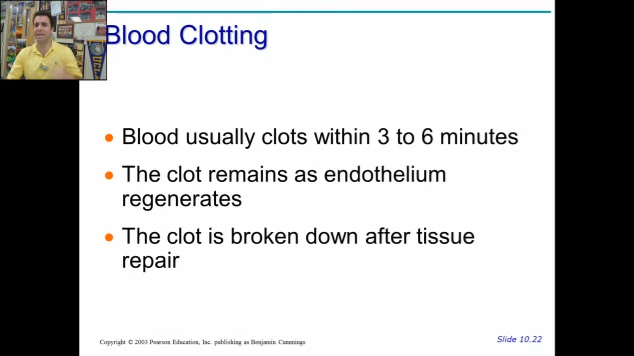 Blood Clotting
Blood usually clots within 3 to 6 minutes
The clot remains as endothelium
regenerates
The clot is broken down after tissue
repair
Copyright © 2003 Pearson Education, Inc. publishing as Benjamin Cummings
Slide 10.22